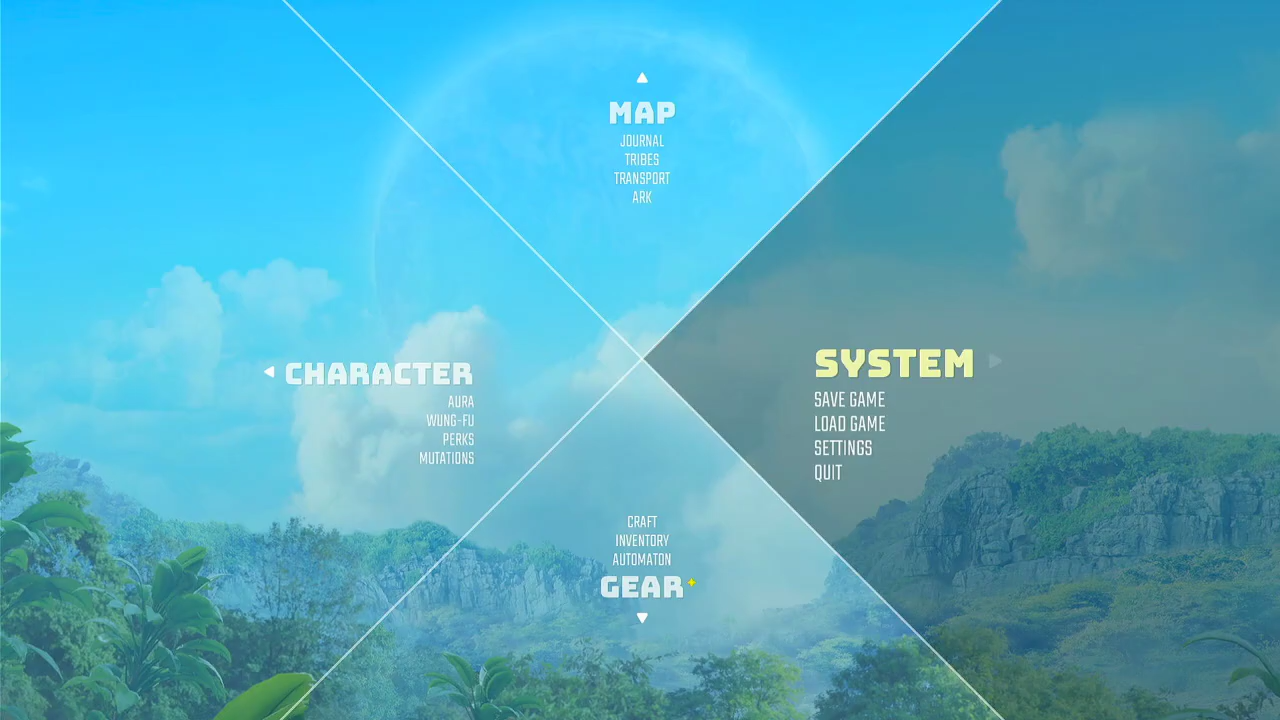 MAP
JOURNAL
TRIBES
TRANSPORT
ARK
CHARACTER
AURA
WUNG-FU
PERKS
MUTATIONS
SYSTEM
SAVE GAME
LOAD GAME
SETTINGS
QUIT
CRAFT
INVENTORY
AUTOMATON
GEAR